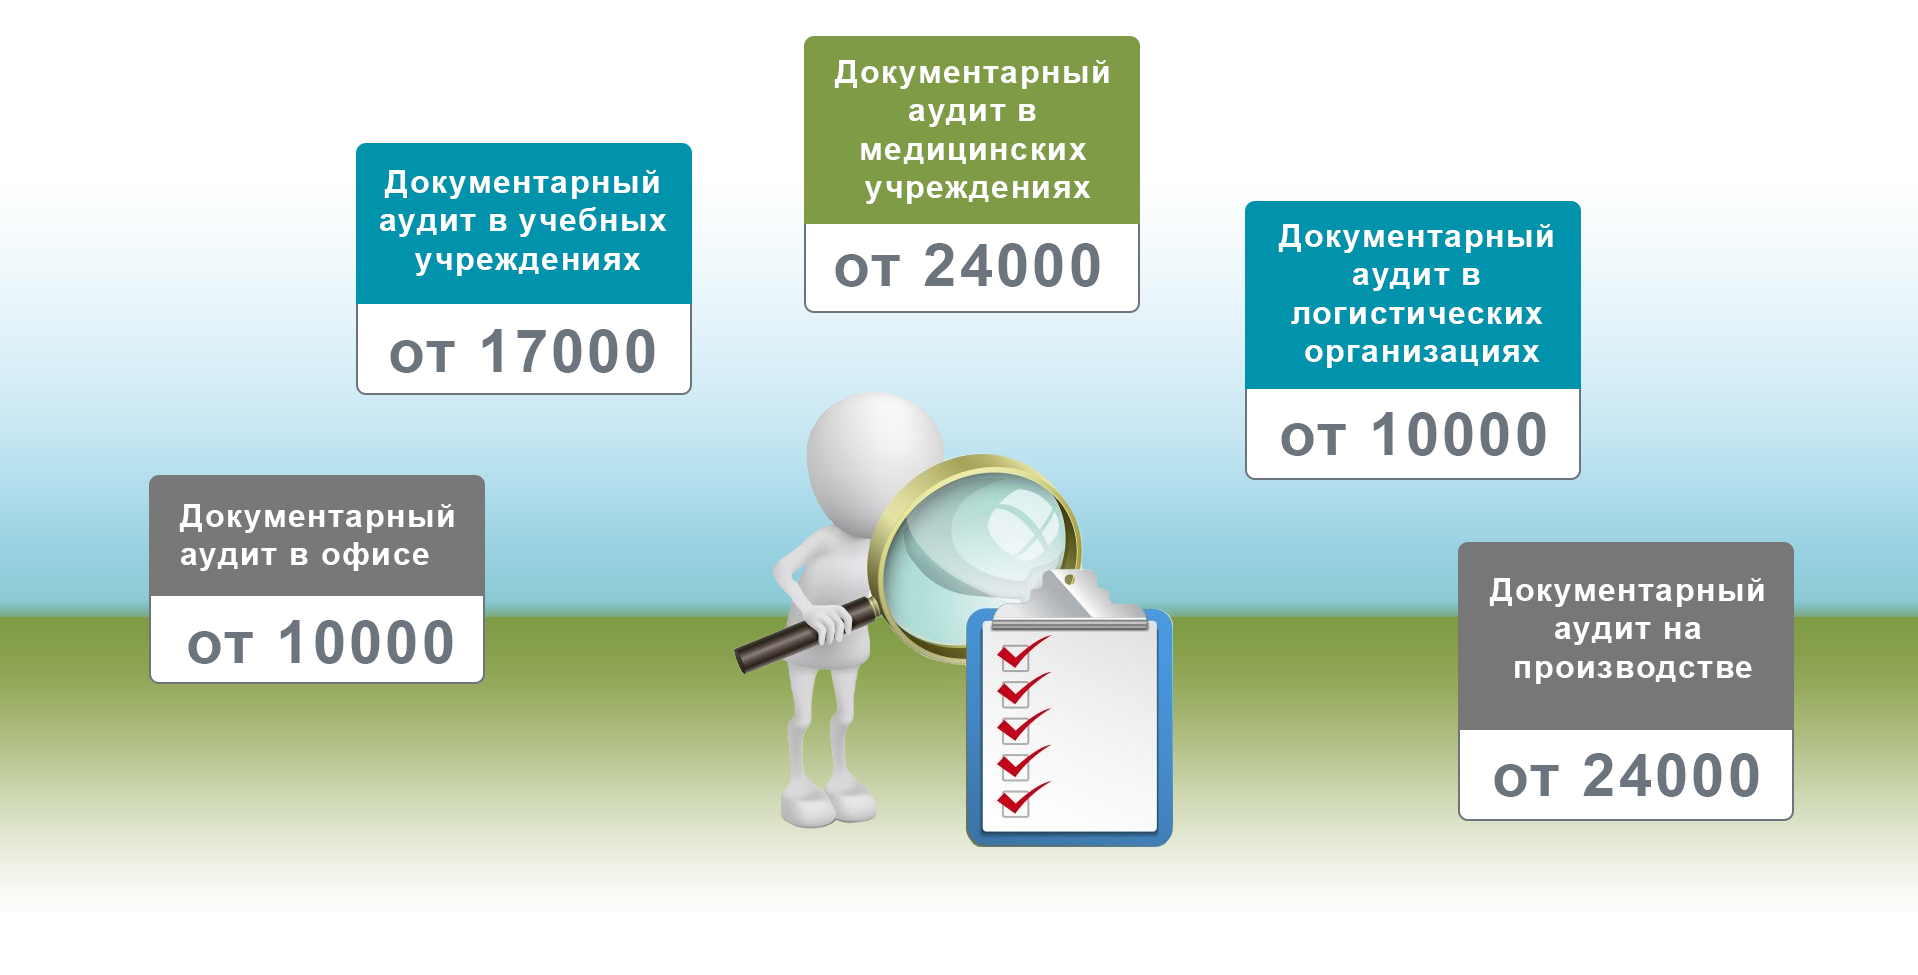 Документарный
аудит в офисе
от 10000
Документарный
аудит в учебных
учреждениях
от 17000
Документарный
аудит в
медицинских
учреждениях
от 24000
Документарный
аудит в
логистических
организациях
от 10000
Документарный
аудит на
производстве
от 24000